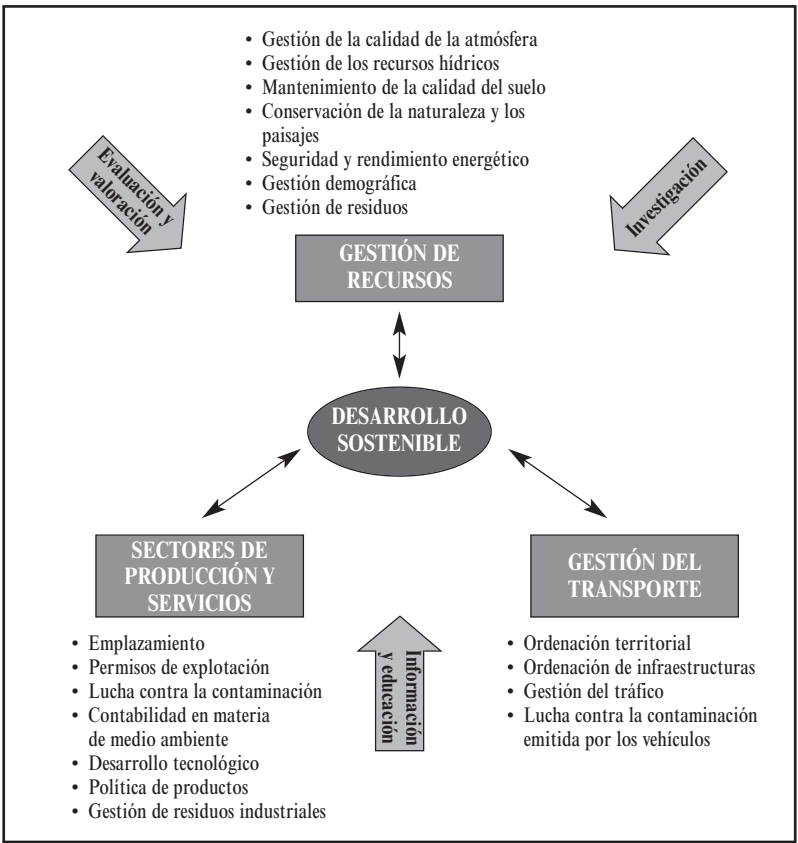 • Gestión de la calidad de la atmósfera
• Gestión de los recursos hídricos
• Mantenimiento de la calidad del suelo
• Conservación de la naturaleza y los
paisajes
• Seguridad y rendimiento energético
• Gestión demográfica
• Gestión de residuos
Evaluación y
valoración
Investigación
GESTIÓN DE
RECURSOS
DESARROLLO
SOSTENIBLE
SECTORES DE
PRODUCCIÓN Y
SERVICIOS
• Emplazamiento
• Permisos de explotación
• Lucha contra la contaminación
• Contabilidad en materia
de medio ambiente
• Desarrollo tecnológico
• Política de productos
• Gestión de residuos industriales
Información
y educación
GESTIÓN DEL
TRANSPORTE
• Ordenación territorial
• Ordenación de infraestructuras
• Gestión del tráfico
• Lucha contra la contaminación
emitida por los vehículos